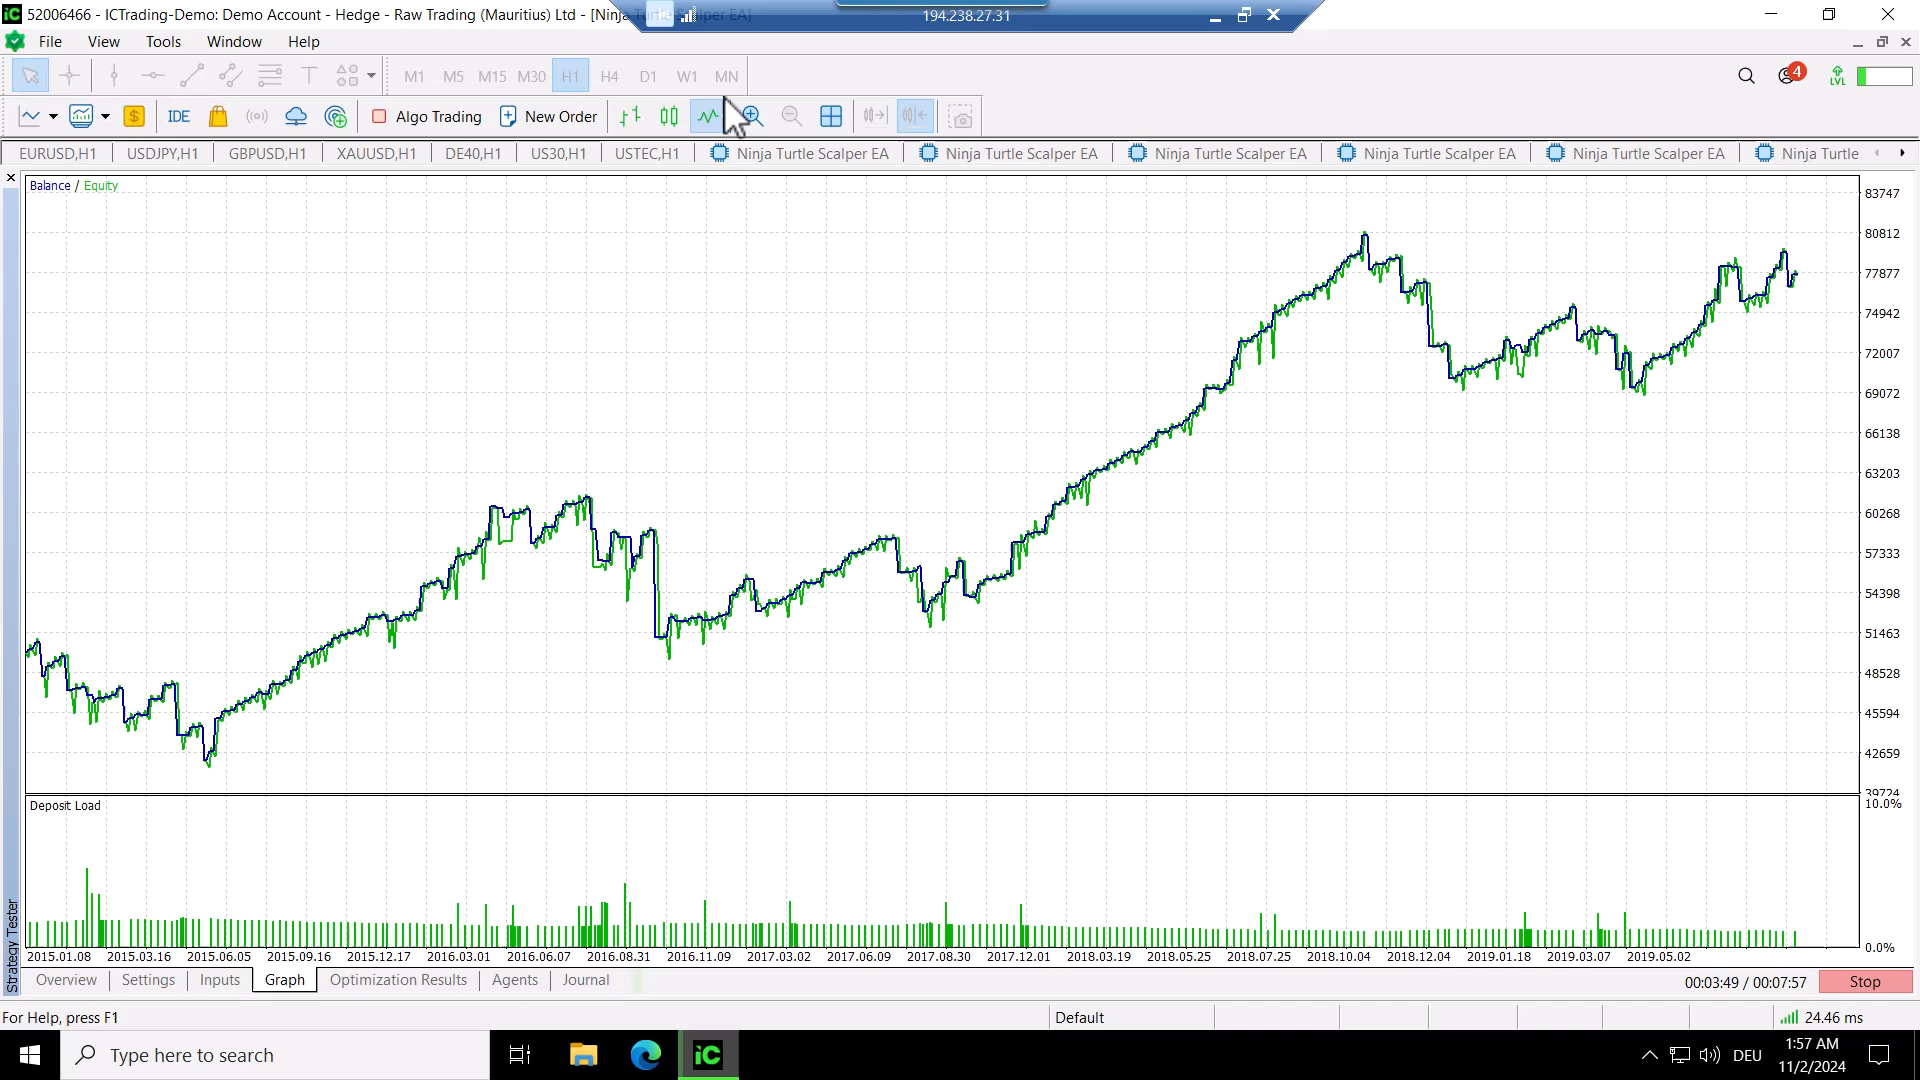 52006466 - ICTrading-Demo: Demo Account - Hedge - Raw Trading (Mauritius) Ltd - [Ninja Tu
lper EA]
194.238.27.31
File View Tools Window Help
M1 M5 M15 M30 H1 H4 D1 W1 MN
4
LVL
IDE
Algo Trading
New Order
EURUSD,H1 USDJPY,H1 GBPUSD,H1 XAUUSD,H1 DE40,H1 US30,H1 USTEC,H1 Ninja Turtle Scalper EA Ninja Turtle Scalper EA Ninja Turtle Scalper EA Ninja Turtle Scalper EA Ninja Turtle Scalper EA Ninja Turtle
Balance / Equity
83747
80812
77877
74942
72007
69072
66138
63203
60268
57333
54398
51463
48528
45594
42659
39724
Deposit Load
10.0%
0.0%
2015.01.08 2015.03.16 2015.06.05 2015.09.16 2015.12.17 2016.03.01 2016.06.07 2016.08.31 2016.11.09 2017.03.02 2017.06.09 2017.08.30 2017.12.01 2018.03.19 2018.05.25 2018.07.25 2018.10.04 2018.12.04 2019.01.18 2019.03.07 2019.05.02
Strategy Tester
Overview Settings Inputs Graph Optimization Results Agents Journal
00:03:49 / 00:07:57 Stop
For Help, press F1
Default
24.46 ms
Type here to search
iC
DEU
1:57 AM
11/2/2024